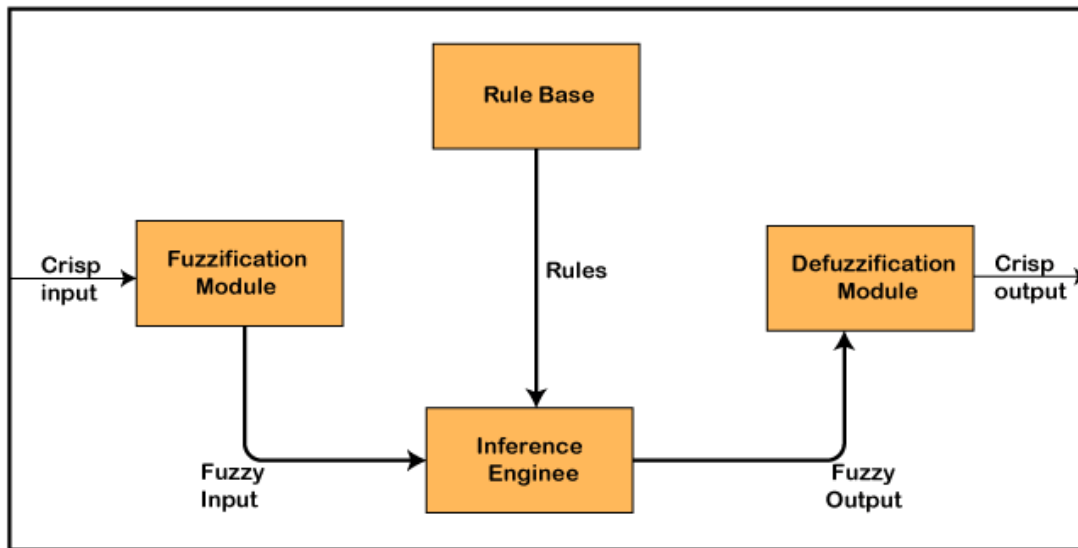 Rule Base
Crisp
input
Fuzzification
Module
Rules
Defuzzification
Module
Crisp
output
Fuzzy
Input
Inference
Enginee
Fuzzy
Output